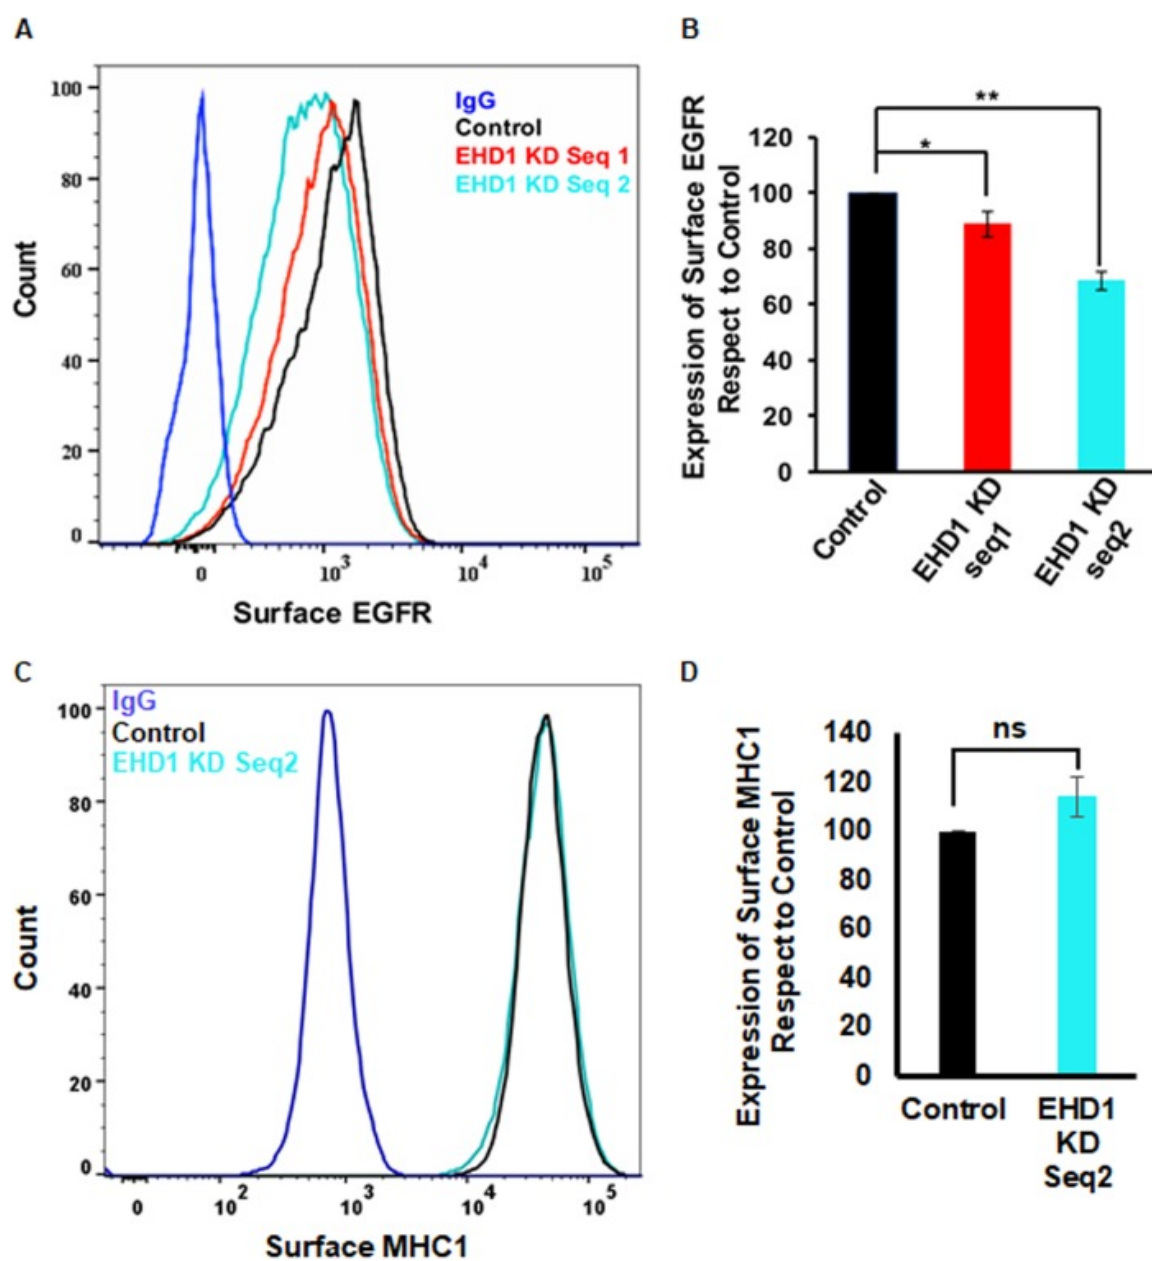 A
100
80
60
40
20
0
Count
IgG
Control
EHD1 KD Seq 1
EHD1 KD Seq 2
0
10³
10⁴
10⁵
Surface EGFR
B
Expression of Surface EGFR
Respect to Control
120
100
80
60
40
20
0
**
*
Control
EHD1 KD
seq1
EHD1 KD
seq2
C
IgG
Control
EHD1 KD Seq2
100
80
60
40
20
0
Count
0
10²
10³
10⁴
10⁵
Surface MHC1
D
Expression of Surface MHC1
Respect to Control
140
120
100
80
60
40
20
0
ns
Control
EHD1
KD
Seq2